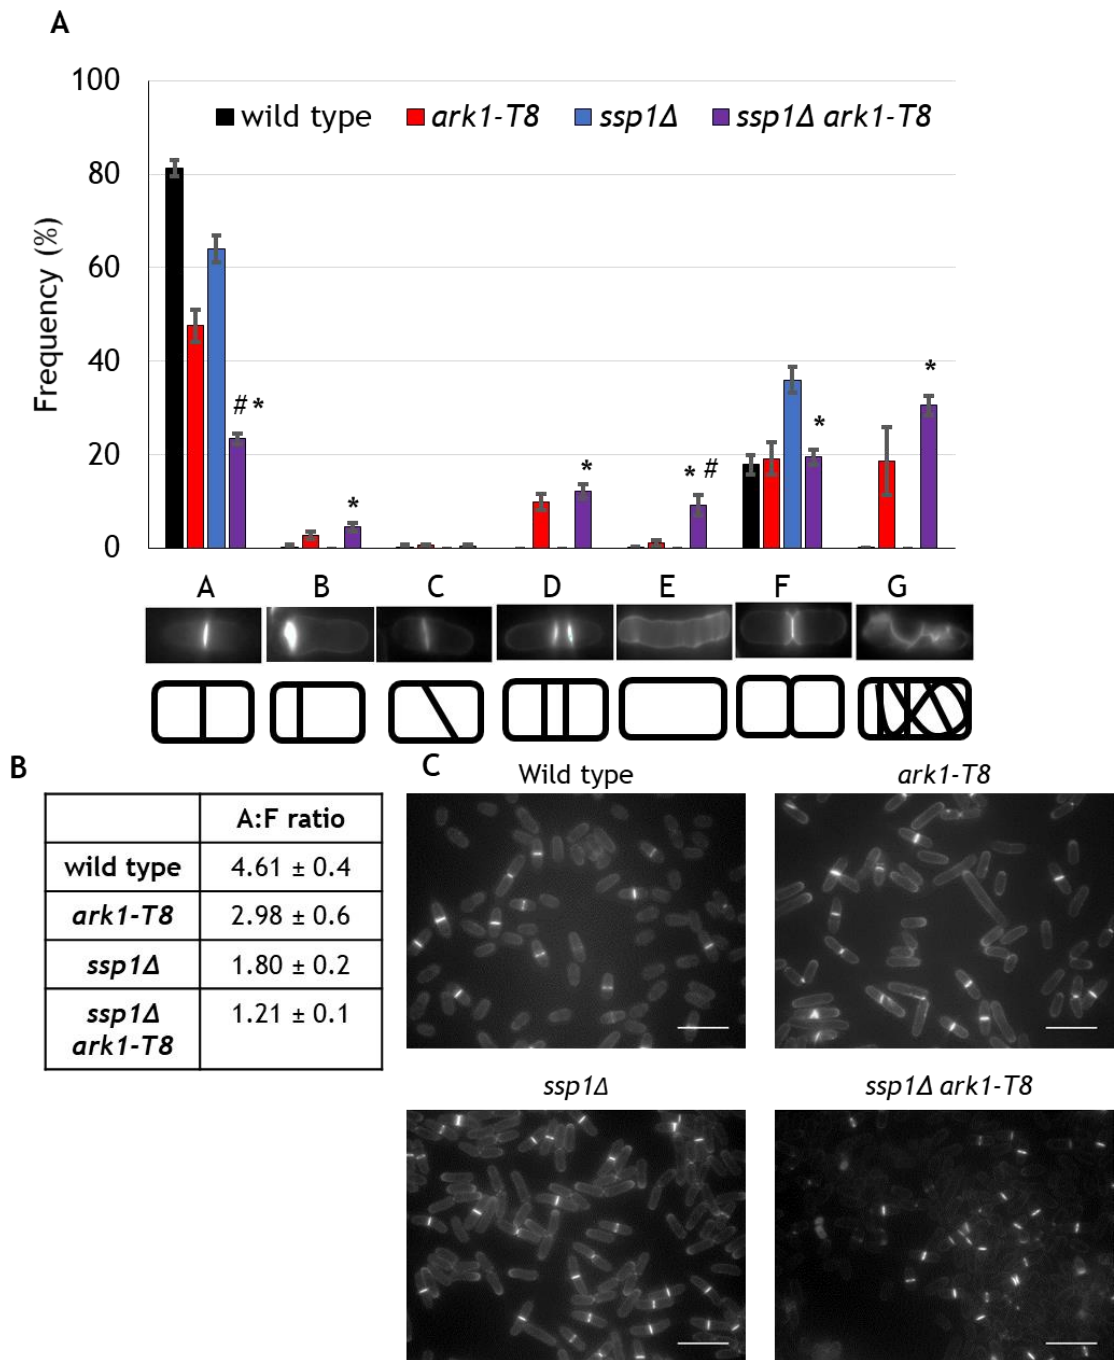 A
100
80
60
40
20
0
Frequency (%)
wild type ark1-T8 ssp1Δ ssp1Δ ark1-T8
# *
*
*
* #
*
*
A B C D E F G
B
A:F ratio
wild type 4.61 ± 0.4
ark1-T8 2.98 ± 0.6
ssp1Δ 1.80 ± 0.2
ssp1Δ 1.21 ± 0.1
ark1-T8
C
Wild type ark1-T8
ssp1Δ ssp1Δ ark1-T8